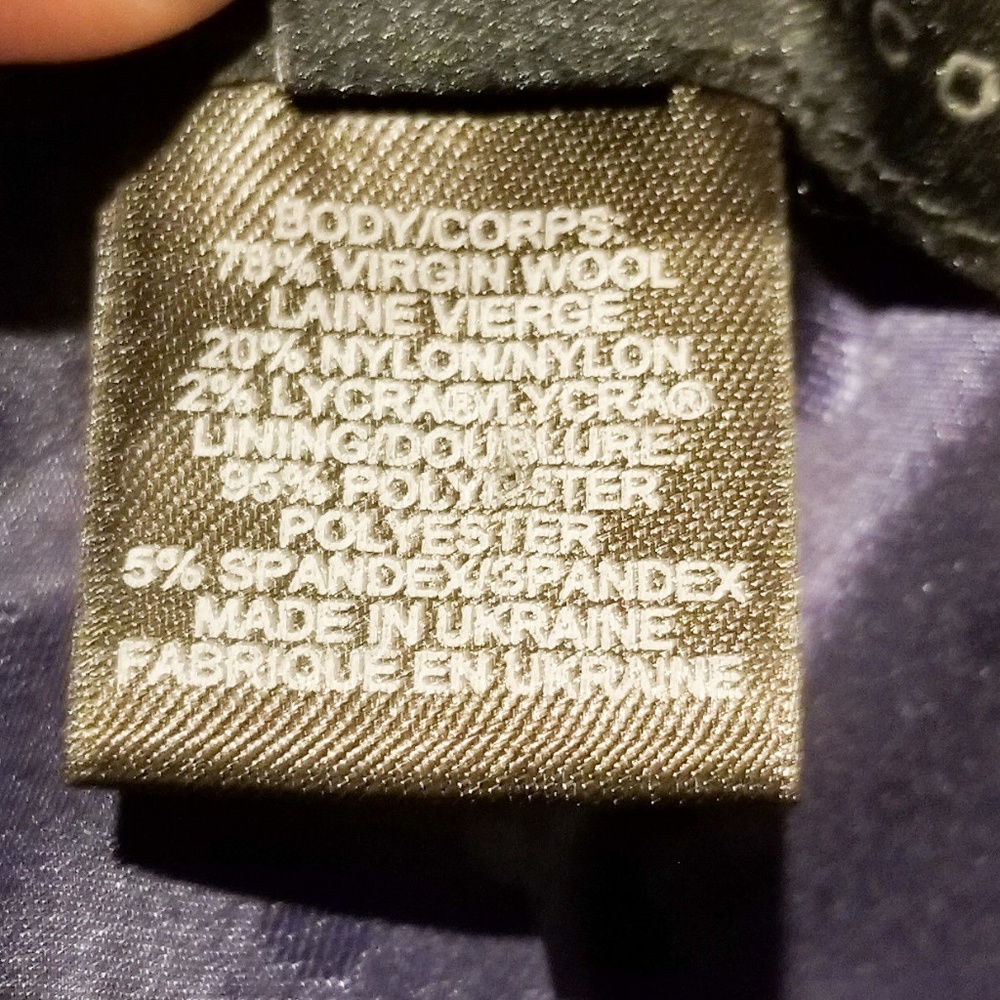 BODY/CORPS:
78% VIRGIN WOOL
LAINE VIERGE
20% NYLON/NYLON
2% LYCRA®/LYCRA®
LINING/DOUBLURE
95% POLYESTER
POLYESTER
5% SPANDEX/SPANDEX
MADE IN UKRAINE
FABRIQUE EN UKRAINE